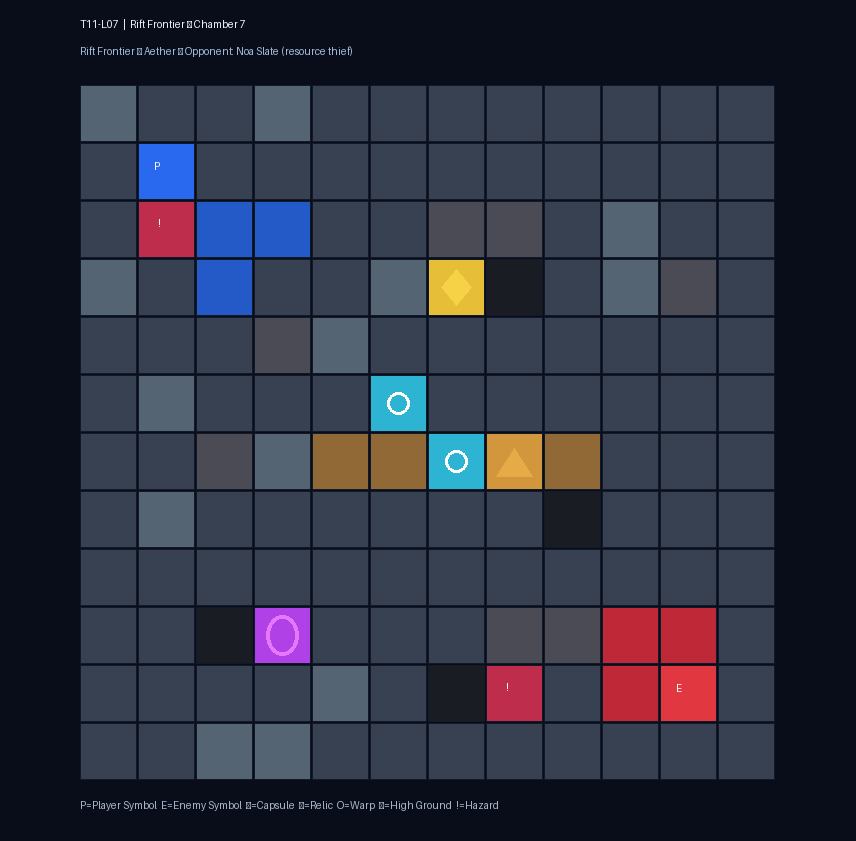 T11-L07 | Rift Frontier ▯ Chamber 7
Rift Frontier ▯ Aether ▯ Opponent: Noa Slate (resource thief)
P
!
!
E
P=Player Symbol E=Enemy Symbol ▯=Capsule ▯=Relic O=Warp ▯=High Ground !=Hazard